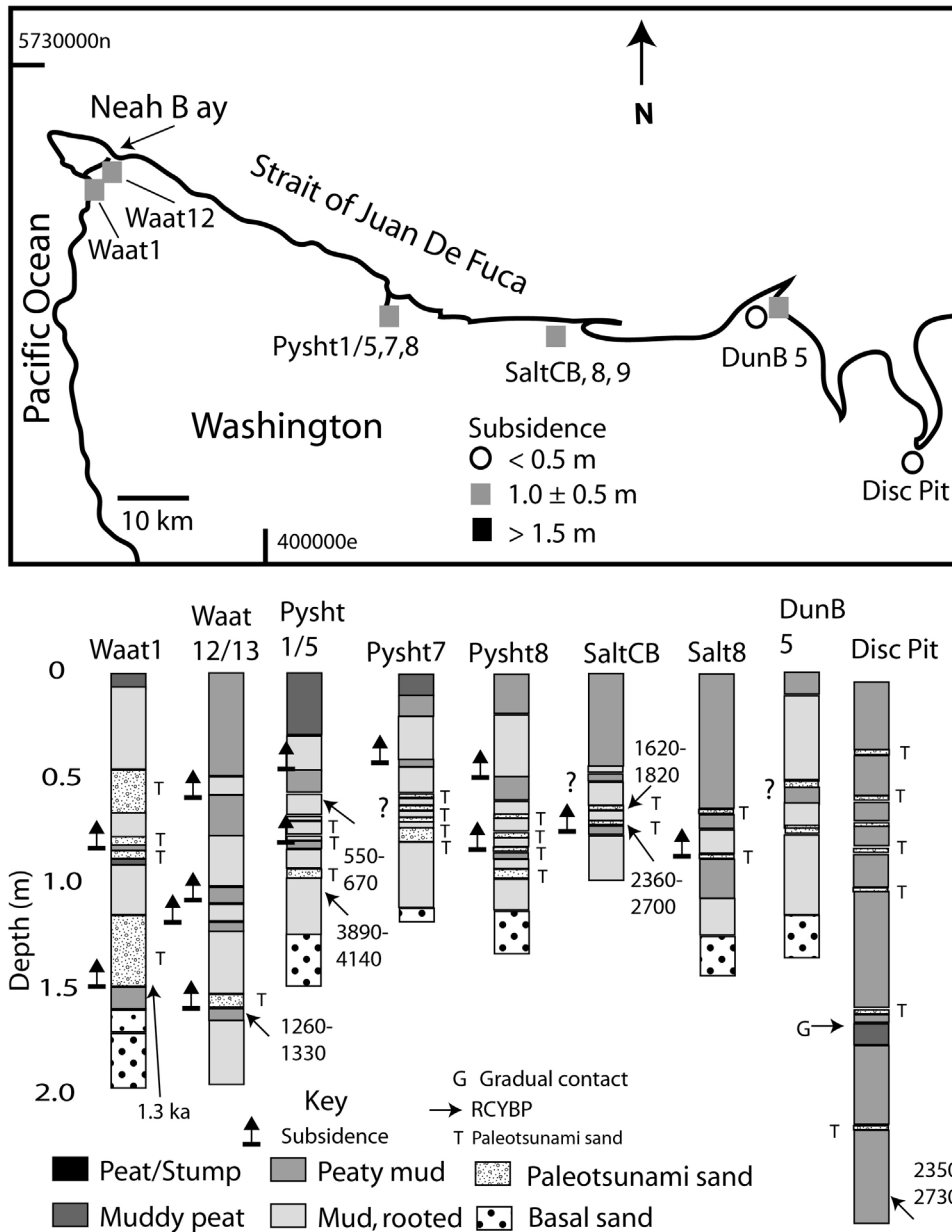 5730000n
Neah B ay
N
Strait of Juan De Fuca
Waat12
Waat1
Pacific Ocean
Pysht1/5,7,8
SaltCB, 8, 9
DunB 5
Washington
Subsidence
< 0.5 m
1.0 ± 0.5 m
> 1.5 m
Disc Pit
10 km
400000e
Waat1
Waat
12/13
Pysht
1/5
Pysht7
Pysht8
SaltCB
Salt8
DunB
5
Disc Pit
0
0.5
1.0
1.5
2.0
Depth (m)
T
T
T
T
T
T
T
?
T
T
T
T
T
T
T
T
?
T
T
1620-
1820
2360-
2700
T
T
?
T
T
T
T
T
T
T
G
550-
670
3890-
4140
1260-
1330
1.3 ka
2350
2730
G Gradual contact
RCYBP
T Paleotsunami sand
Key
Subsidence
Peat/Stump
Peaty mud
Paleotsunami sand
Muddy peat
Mud, rooted
Basal sand